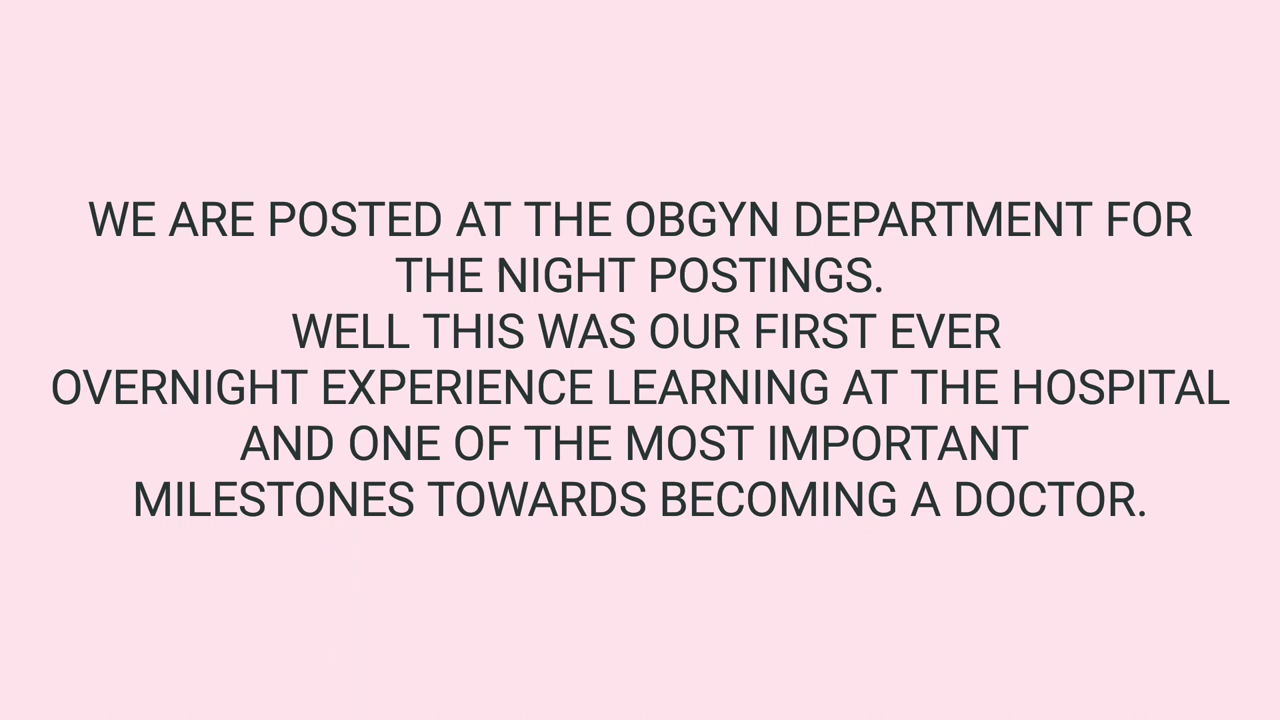 WE ARE POSTED AT THE OBGYN DEPARTMENT FOR
THE NIGHT POSTINGS.
WELL THIS WAS OUR FIRST EVER
OVERNIGHT EXPERIENCE LEARNING AT THE HOSPITAL
AND ONE OF THE MOST IMPORTANT
MILESTONES TOWARDS BECOMING A DOCTOR.